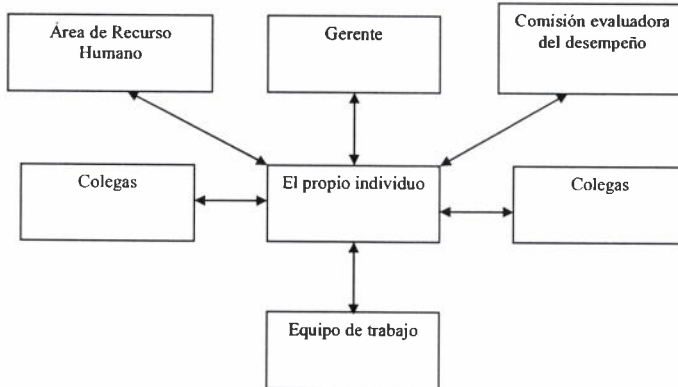 Área de Recurso
Humano
Gerente
Comisión evaluadora
del desempeño
Colegas
El propio individuo
Colegas
Equipo de trabajo